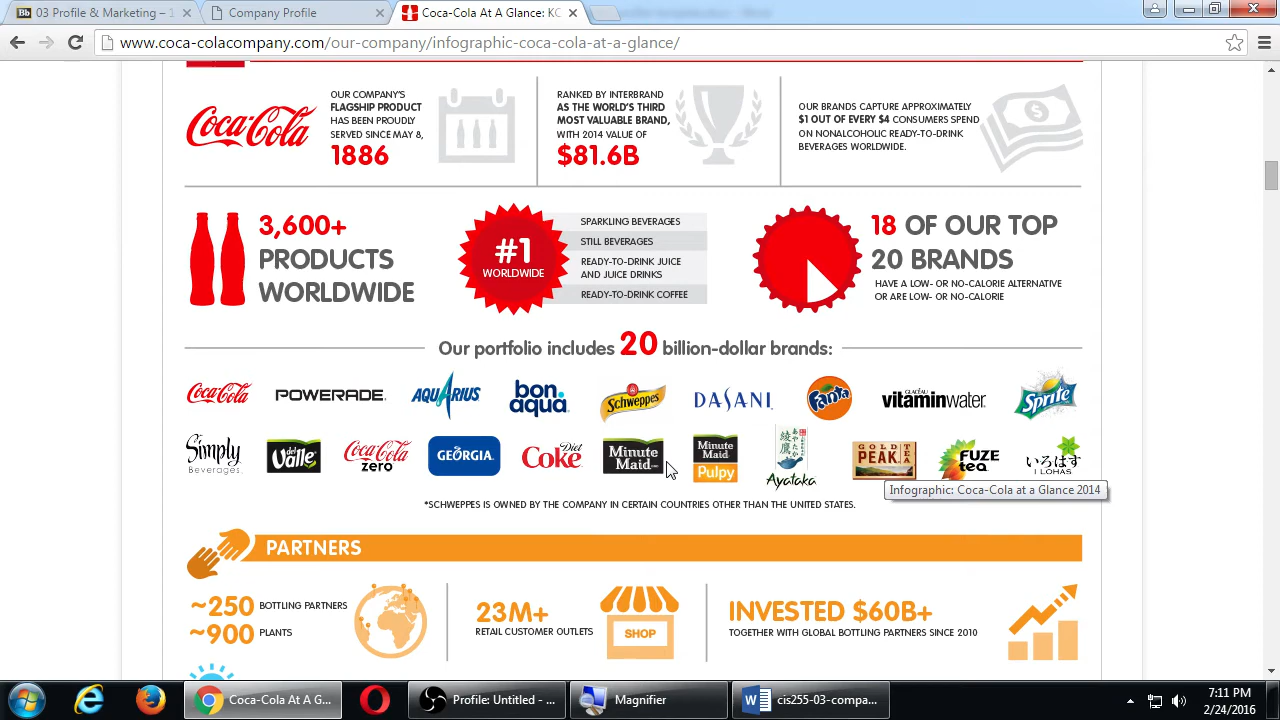 03 Profile & Marketing – 1
Company Profile
Coca-Cola At A Glance: KO
www.coca-colacompany.com/our-company/infographic-coca-cola-at-a-glance/
Coca-Cola
OUR COMPANY'S
FLAGSHIP PRODUCT
HAS BEEN PROUDLY
SERVED SINCE MAY 8,
1886
RANKED BY INTERBRAND
AS THE WORLD'S THIRD
MOST VALUABLE BRAND,
WITH 2014 VALUE OF
$81.6B
OUR BRANDS CAPTURE APPROXIMATELY
$1 OUT OF EVERY $4 CONSUMERS SPEND
ON NONALCOHOLIC READY-TO-DRINK
BEVERAGES WORLDWIDE.
$
3,600+
PRODUCTS
WORLDWIDE
#1
WORLDWIDE
SPARKLING BEVERAGES
STILL BEVERAGES
READY-TO-DRINK JUICE
AND JUICE DRINKS
READY-TO-DRINK COFFEE
18 OF OUR TOP
20 BRANDS
HAVE A LOW- OR NO-CALORIE ALTERNATIVE
OR ARE LOW- OR NO-CALORIE
Our portfolio includes 20 billion-dollar brands:
Coca-Cola
POWERADE
AQUARIUS
bon aqua
Schweppes
DASANI
Fanta
GLACÉAU vitaminwater
Sprite
Simply Beverages
del Valle
Coca-Cola zero
GEORGIA
Diet Coke
Minute Maid
Minute Maid Pulpy
綾鷹 あやたか Ayataka
GOLD PEAK TEA
FUZE tea
いろはす I LOHAS
Infographic: Coca-Cola at a Glance 2014
*SCHWEPPES IS OWNED BY THE COMPANY IN CERTAIN COUNTRIES OTHER THAN THE UNITED STATES.
PARTNERS
~250 BOTTLING PARTNERS
~900 PLANTS
23M+
RETAIL CUSTOMER OUTLETS
SHOP
INVESTED $60B+
TOGETHER WITH GLOBAL BOTTLING PARTNERS SINCE 2010
Coca-Cola At A G...
Profile: Untitled - ...
Magnifier
cis255-03-compa...
7:11 PM
2/24/2016